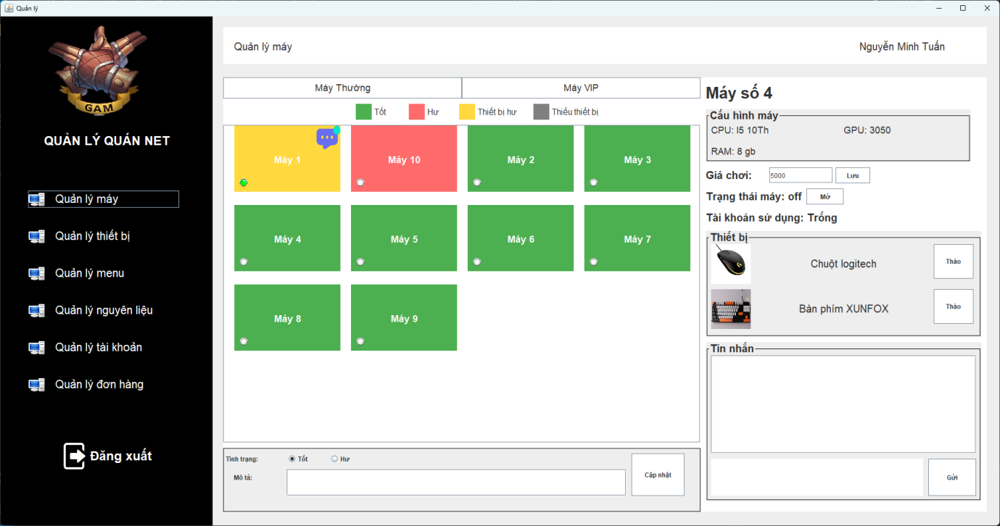 Quản lý
GAM
QUẢN LÝ QUÁN NET
Quản lý máy
Quản lý thiết bị
Quản lý menu
Quản lý nguyên liệu
Quản lý tài khoản
Quản lý đơn hàng
Đăng xuất
Quản lý máy
Nguyễn Minh Tuấn
Máy Thường
Máy VIP
Tốt
Hư
Thiết bị hư
Thiếu thiết bị
Máy 1
Máy 10
Máy 2
Máy 3
Máy 4
Máy 5
Máy 6
Máy 7
Máy 8
Máy 9
Tình trạng:
Tốt
Hư
Mô tả:
Cập nhật
Máy số 4
Cấu hình máy
CPU: I5 10Th
GPU: 3050
RAM: 8 gb
Giá chơi:
5000
Lưu
Trạng thái máy: off
Mở
Tài khoản sử dụng: Trống
Thiết bị
Chuột logitech
Tháo
Bàn phím XUNFOX
Tháo
Tin nhắn
Gửi